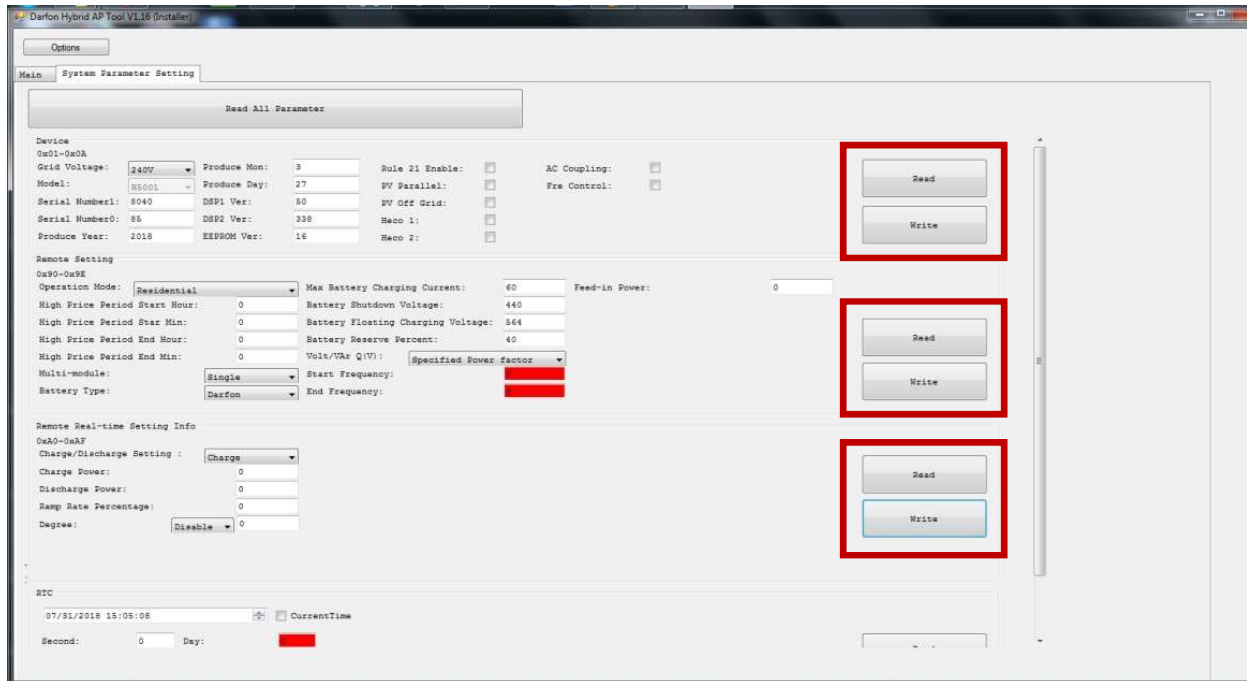 Darfon Hybrid AP Tool V1.16 (Installer)
Options
Main System Parameter Setting
Read All Parameter
Device
0x01-0x0A
Grid Voltage: 240V Produce Mon: 3 Rule 21 Enable: AC Coupling:
Read
Model: H5001 Produce Day: 27 PV Parallel: Fre Control:
Serial Number1: 8040 DSP1 Ver: 50 PV Off Grid:
Serial Number0: 85 DSP2 Ver: 338 Heco 1:
Write
Produce Year: 2018 EEPROM Ver: 16 Heco 2:
Remote Setting
0x90-0x9E
Operation Mode: Residential Max Battery Charging Current: 60 Feed-in Power: 0
High Price Period Start Hour: 0 Battery Shutdown Voltage: 440
High Price Period Star Min: 0 Battery Floating Charging Voltage: 564
High Price Period End Hour: 0 Battery Reserve Percent: 40
Read
High Price Period End Min: 0 Volt/VAr Q(V): Specified Power factor
Multi-module: Single Start Frequency:
Write
Battery Type: Darfon End Frequency:
Remote Real-time Setting Info
0xA0-0xAF
Charge/Discharge Setting : Charge
Charge Power: 0
Read
Discharge Power: 0
Ramp Rate Percentage: 0
Degree: Disable 0
Write
RTC
07/31/2018 15:05:08 CurrentTime
Second: 0 Day: